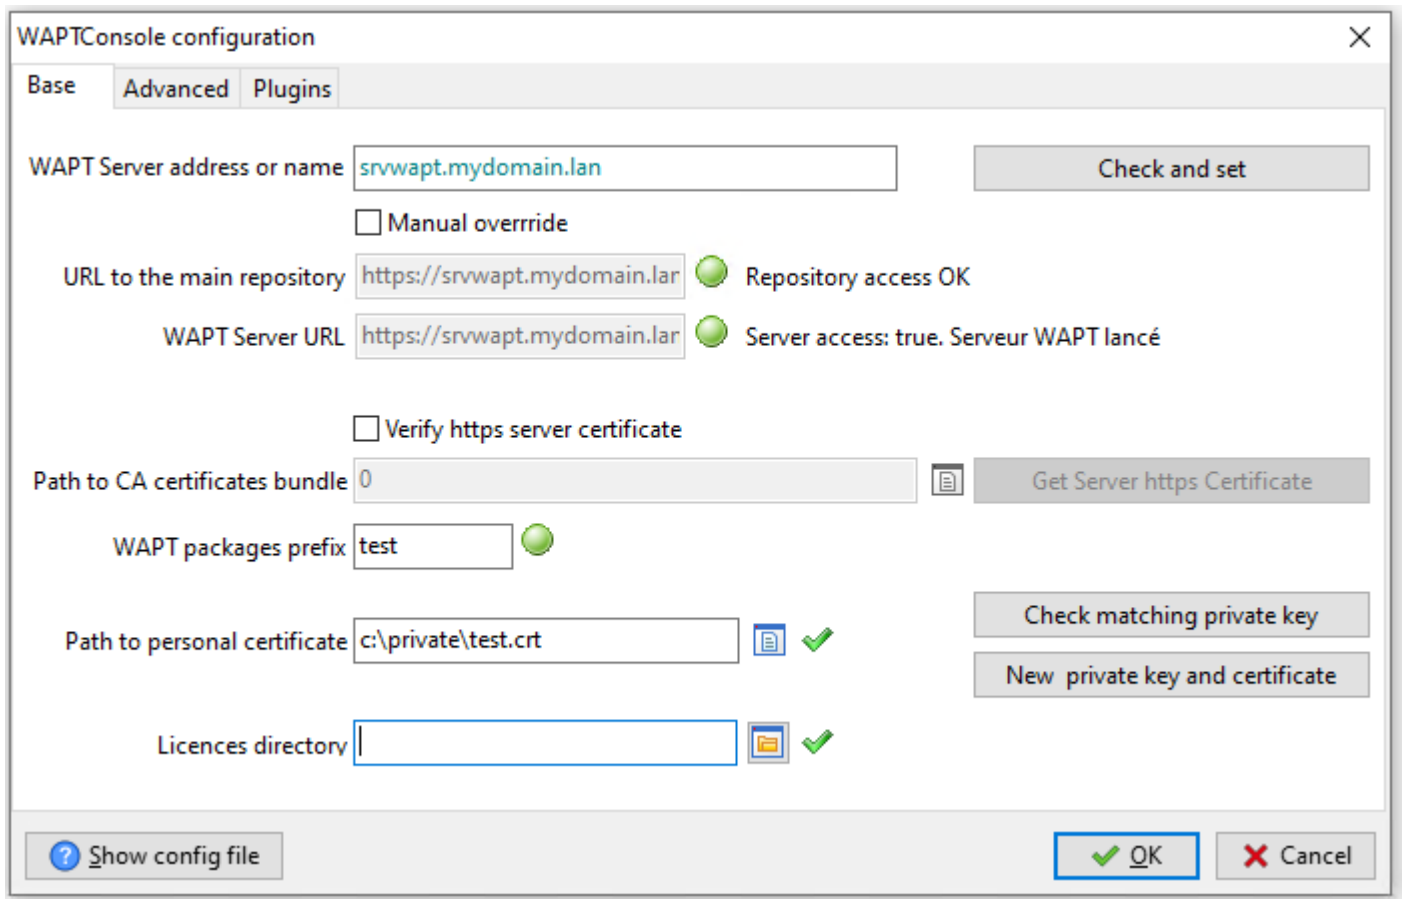 WAPTConsole configuration
Base Advanced Plugins
WAPT Server address or name srvwapt.mydomain.lan Check and set
Manual overrride
URL to the main repository https://srvwapt.mydomain.lar Repository access OK
WAPT Server URL https://srvwapt.mydomain.lar Server access: true. Serveur WAPT lancé
Verify https server certificate
Path to CA certificates bundle 0 Get Server https Certificate
WAPT packages prefix test
Check matching private key
Path to personal certificate c:\private\test.crt
New private key and certificate
Licences directory
Show config file OK Cancel